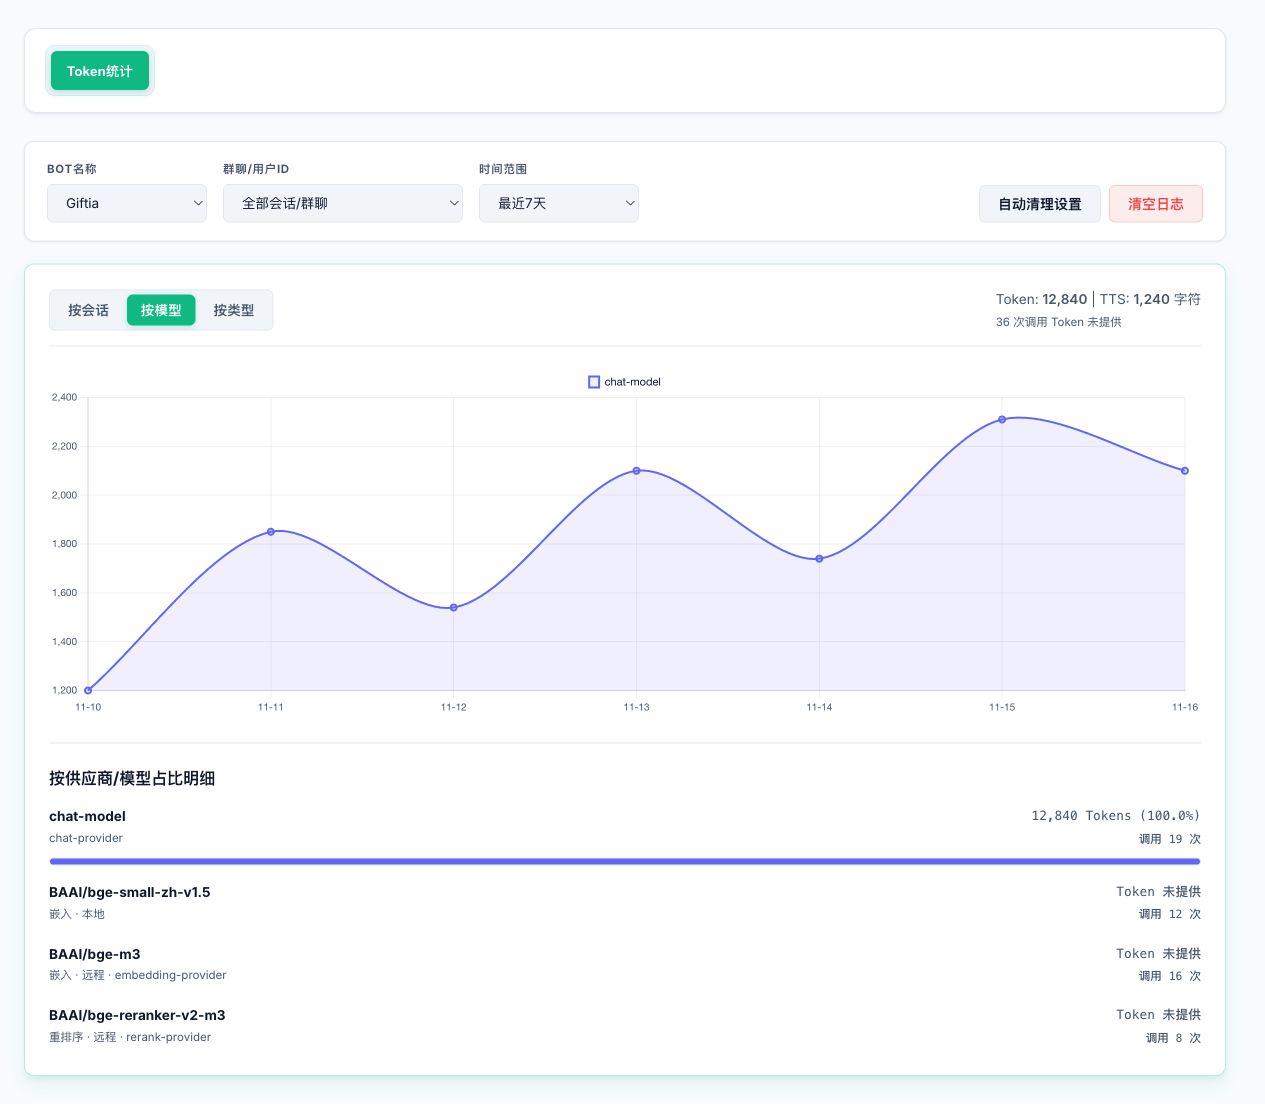 Token统计
BOT名称 群聊/用户ID 时间范围
Giftia 全部会话/群聊 最近7天 自动清理设置 清空日志
按会话 按模型 按类型
Token: 12,840 | TTS: 1,240 字符
36 次调用 Token 未提供
chat-model
2,400
2,200
2,000
1,800
1,600
1,400
1,200
11-10 11-11 11-12 11-13 11-14 11-15 11-16
按供应商/模型占比明细
chat-model 12,840 Tokens (100.0%)
chat-provider 调用 19 次
BAAI/bge-small-zh-v1.5 Token 未提供
嵌入 · 本地 调用 12 次
BAAI/bge-m3 Token 未提供
嵌入 · 远程 · embedding-provider 调用 16 次
BAAI/bge-reranker-v2-m3 Token 未提供
重排序 · 远程 · rerank-provider 调用 8 次